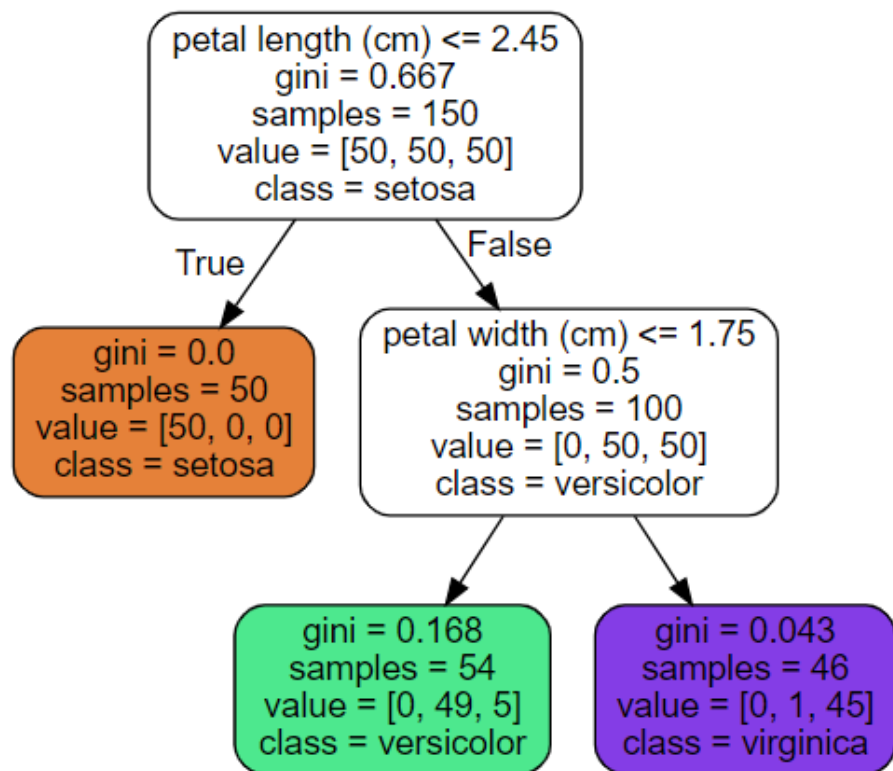 petal length (cm) <= 2.45
gini = 0.667
samples = 150
value = [50, 50, 50]
class = setosa
True
False
gini = 0.0
samples = 50
value = [50, 0, 0]
class = setosa
petal width (cm) <= 1.75
gini = 0.5
samples = 100
value = [0, 50, 50]
class = versicolor
gini = 0.168
samples = 54
value = [0, 49, 5]
class = versicolor
gini = 0.043
samples = 46
value = [0, 1, 45]
class = virginica